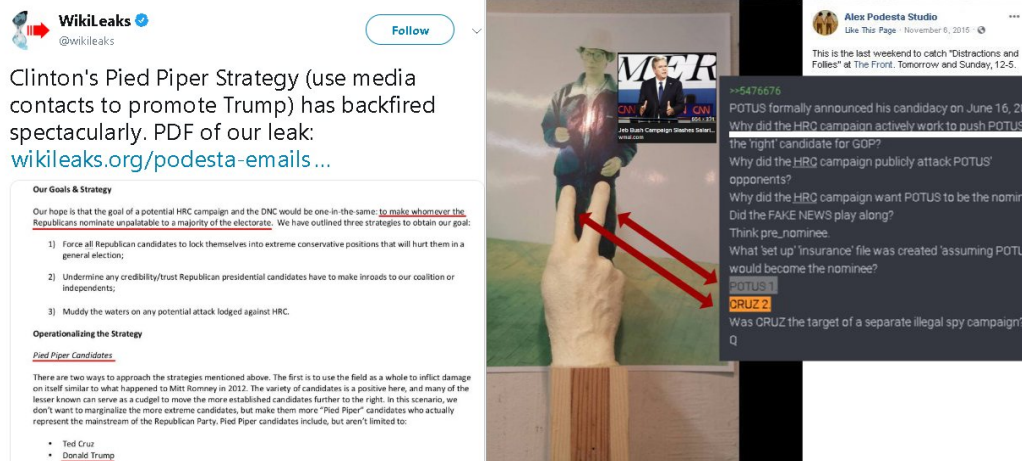 WikiLeaks
@wikileaks
Follow
Clinton's Pied Piper Strategy (use media
contacts to promote Trump) has backfired
spectacularly. PDF of our leak:
wikileaks.org/podesta-emails...
Our Goals & Strategy
Our hope is that the goal of a potential HRC campaign and the DNC would be one-in-the-same: to make whomever the
Republicans nominate unpalatable to a majority of the electorate. We have outlined three strategies to obtain our goal:
1) Force all Republican candidates to lock themselves into extreme conservative positions that will hurt them in a
general election;
2) Undermine any credibility/trust Republican presidential candidates have to make inroads to our coalition or
independents;
3) Muddy the waters on any potential attack lodged against HRC.
Operationalizing the Strategy
Pied Piper Candidates
There are two ways to approach the strategies mentioned above. The first is to use the field as a whole to inflict damage
on itself similar to what happened to Mitt Romney in 2012. The variety of candidates is a positive here, and many of the
lesser known can serve as a cudgel to move the more established candidates further to the right. In this scenario, we
don't want to marginalize the more extreme candidates, but make them more "Pied Piper" candidates who actually
represent the mainstream of the Republican Party. Pied Piper candidates include, but aren't limited to:
• Ted Cruz
• Donald Trump
MER
CNN
CNN
Jeb Bush Campaign Slashes Salari...
wmal.com
Alex Podesta Studio
Like This Page · November 6, 2015 ·
This is the last weekend to catch "Distractions and
Follies" at The Front. Tomorrow and Sunday, 12-5.
>>5476676
POTUS formally announced his candidacy on June 16, 20
Why did the HRC campaign actively work to push POTUS
the 'right' candidate for GOP?
Why did the HRC campaign publicly attack POTUS'
opponents?
Why did the HRC campaign want POTUS to be the nomin
Did the FAKE NEWS play along?
Think pre_nominee.
What 'set up' 'insurance' file was created 'assuming POTU
would become the nominee?
POTUS 1.
CRUZ 2.
Was CRUZ the target of a separate illegal spy campaign?
Q